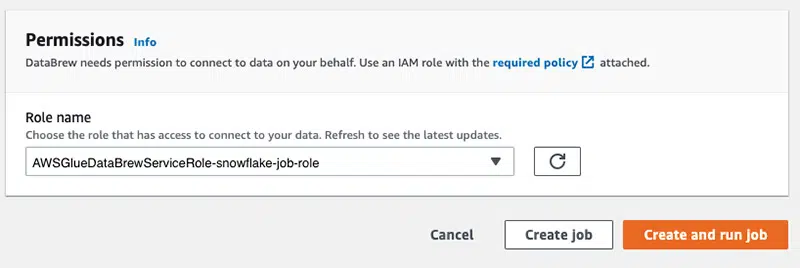 Permissions Info
DataBrew needs permission to connect to data on your behalf. Use an IAM role with the required policy attached.
Role name
Choose the role that has access to connect to your data. Refresh to see the latest updates.
AWSGlueDataBrewServiceRole-snowflake-job-role
Cancel Create job Create and run job